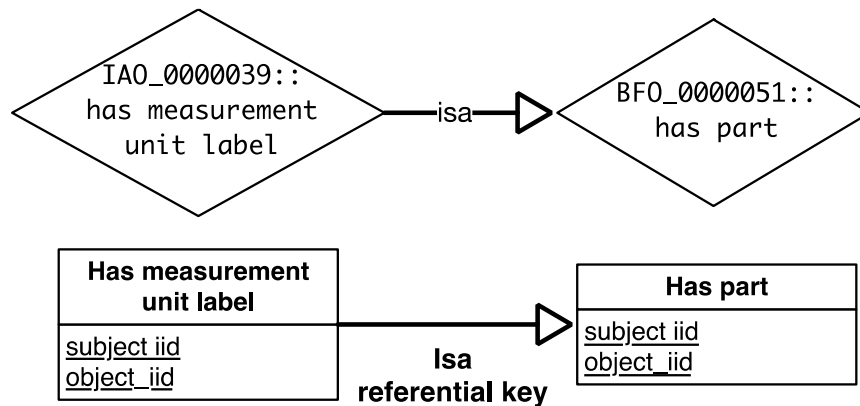 IAO_0000039::
has measurement
unit label
isa
BFO_0000051::
has part
Has measurement
unit label
subject iid
object_iid
Isa
referential key
Has part
subject iid
object_iid